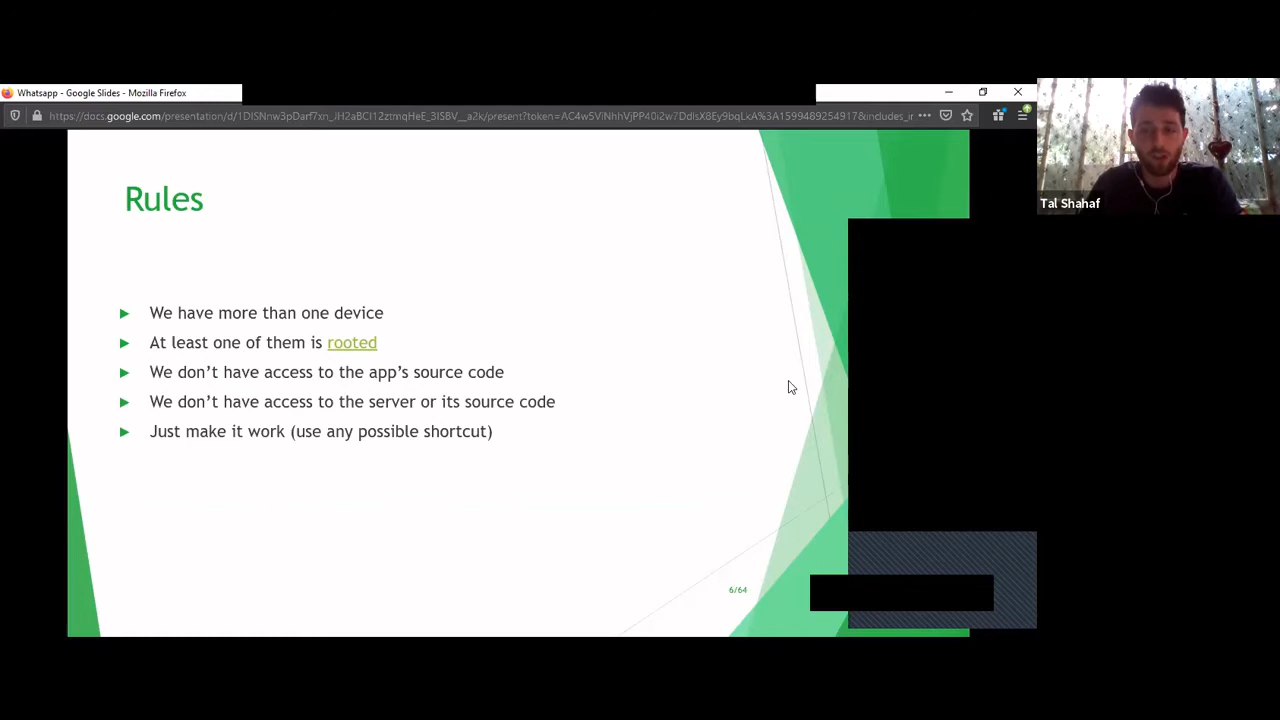 Whatsapp - Google Slides - Mozilla Firefox
Rules
We have more than one device
At least one of them is rooted
We don't have access to the app's source code
We don't have access to the server or its source code
Just make it work (use any possible shortcut)
6/64
Tal Shahaf